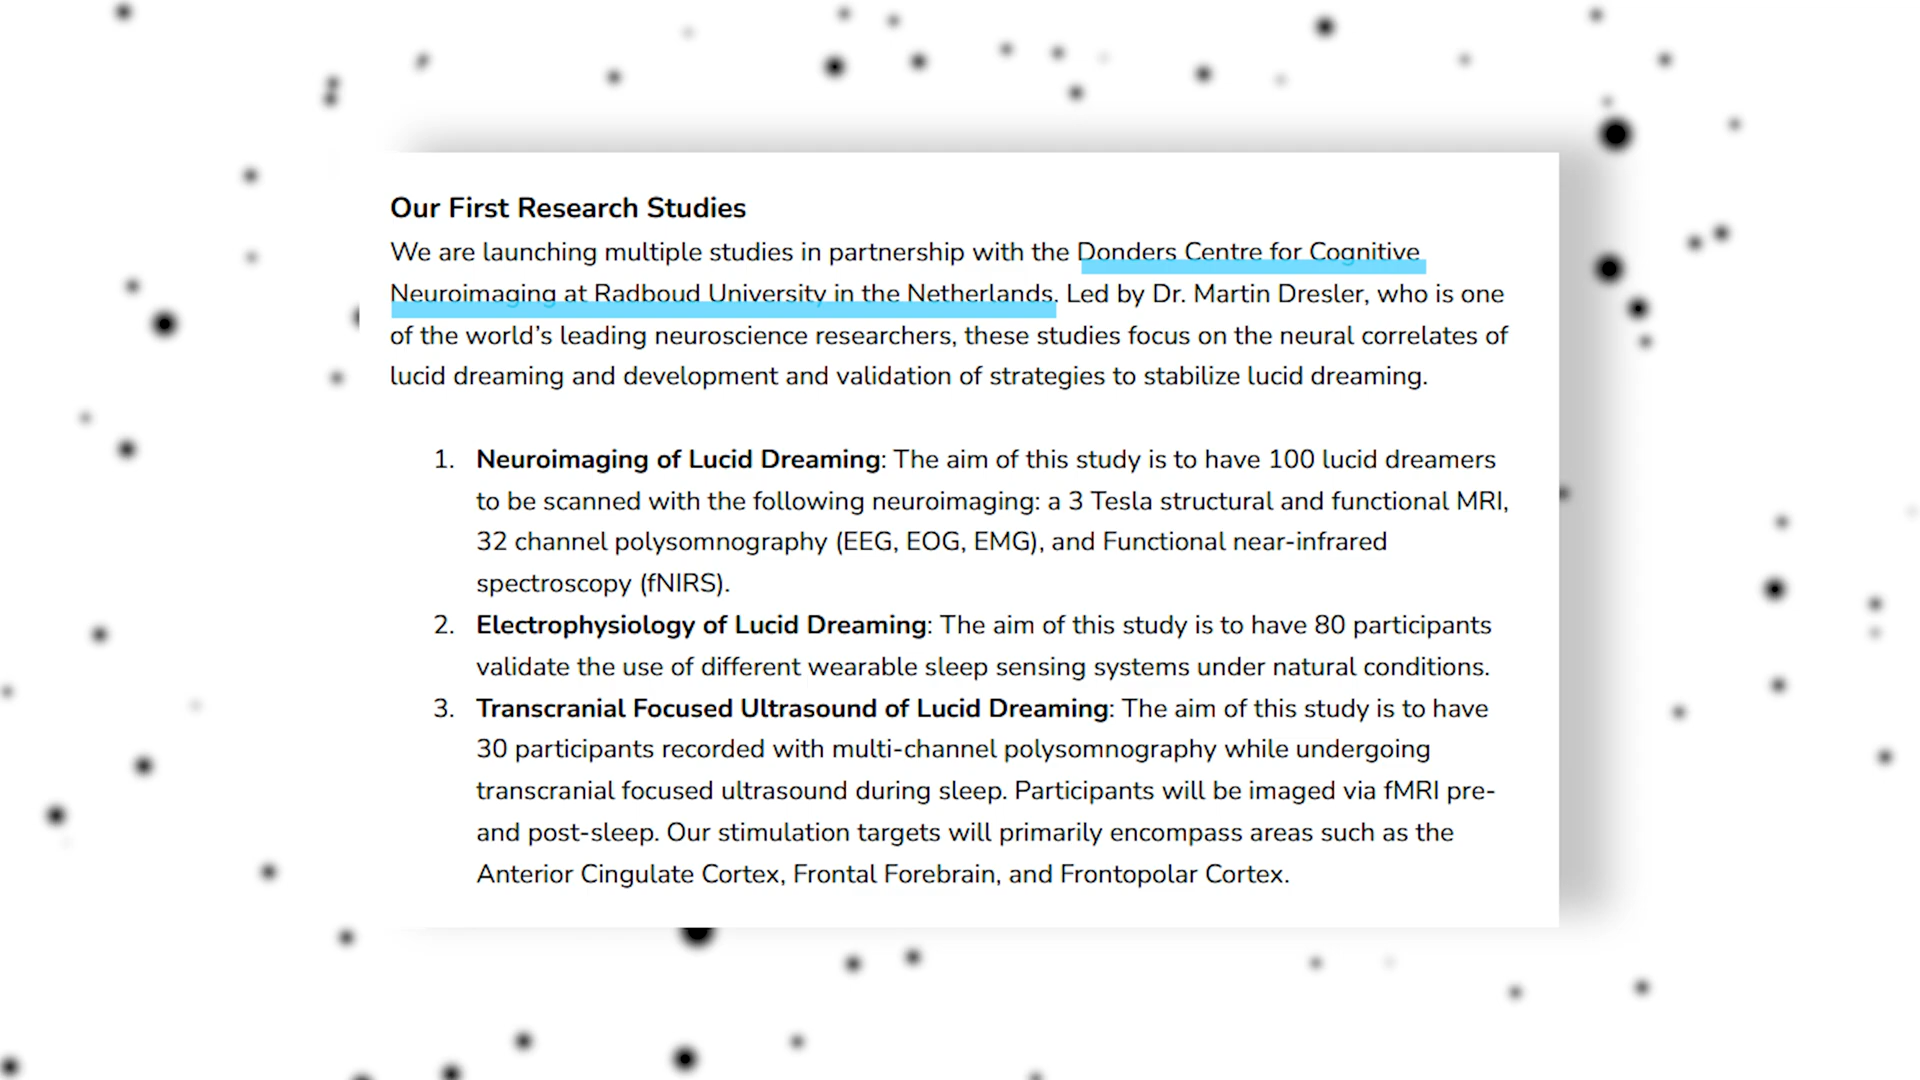 Our First Research Studies
We are launching multiple studies in partnership with the Donders Centre for Cognitive
Neuroimaging at Radboud University in the Netherlands. Led by Dr. Martin Dresler, who is one
of the world’s leading neuroscience researchers, these studies focus on the neural correlates of
lucid dreaming and development and validation of strategies to stabilize lucid dreaming.
1. Neuroimaging of Lucid Dreaming: The aim of this study is to have 100 lucid dreamers
to be scanned with the following neuroimaging: a 3 Tesla structural and functional MRI,
32 channel polysomnography (EEG, EOG, EMG), and Functional near-infrared
spectroscopy (fNIRS).
2. Electrophysiology of Lucid Dreaming: The aim of this study is to have 80 participants
validate the use of different wearable sleep sensing systems under natural conditions.
3. Transcranial Focused Ultrasound of Lucid Dreaming: The aim of this study is to have
30 participants recorded with multi-channel polysomnography while undergoing
transcranial focused ultrasound during sleep. Participants will be imaged via fMRI pre-
and post-sleep. Our stimulation targets will primarily encompass areas such as the
Anterior Cingulate Cortex, Frontal Forebrain, and Frontopolar Cortex.